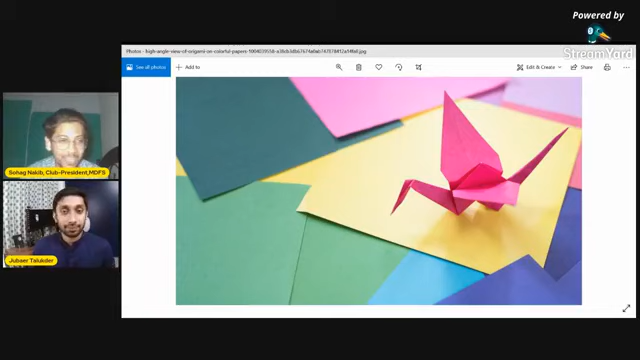 Powered by
StreamYard
Photos - high-angle-view-of-origami-on-colorful-papers-
See all photos
Add to
Edit & Create
Share
Sohag Nakib, Club-President,MDFS
Jubaer Talukder